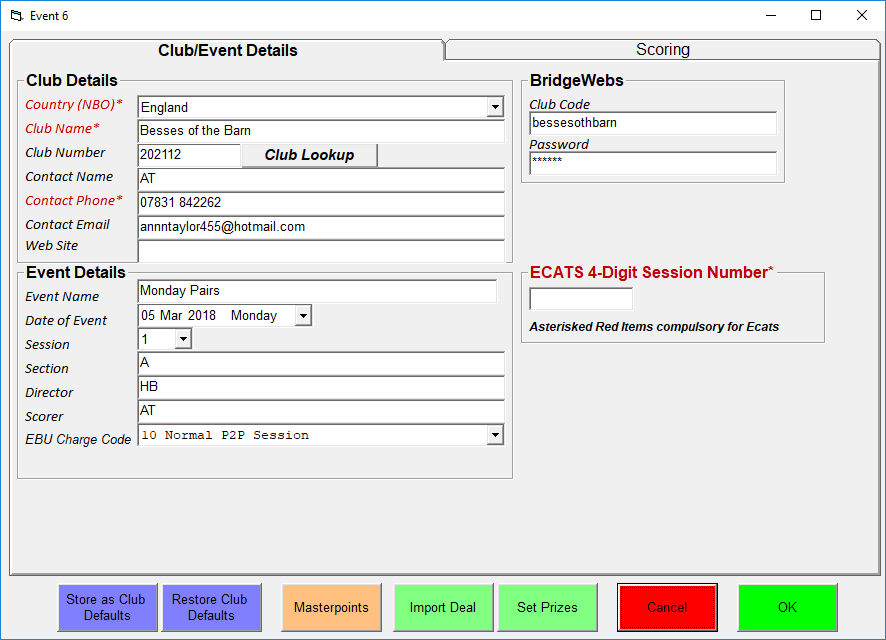 Event 6
Club/Event Details
Scoring
Club Details
Country (NBO)*
England
Club Name*
Besses of the Barn
Club Number
202112
Club Lookup
Contact Name
AT
Contact Phone*
07831 842262
Contact Email
annntaylor455@hotmail.com
Web Site
BridgeWebs
Club Code
bessesothbarn
Password
******
Event Details
Event Name
Monday Pairs
Date of Event
05 Mar 2018 Monday
Session
1
Section
A
Director
HB
Scorer
AT
EBU Charge Code
10 Normal P2P Session
ECATS 4-Digit Session Number*
Asterisked Red Items compulsory for Ecats
Store as Club
Defaults
Restore Club
Defaults
Masterpoints
Import Deal
Set Prizes
Cancel
OK